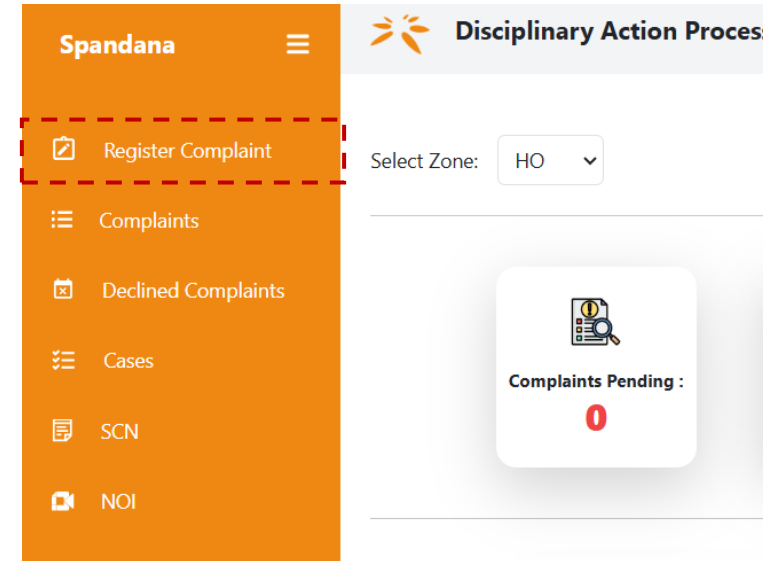 Spandana
Disciplinary Action Proces
Register Complaint
Select Zone: HO
Complaints
Declined Complaints
Cases
Complaints Pending :
0
SCN
NOI